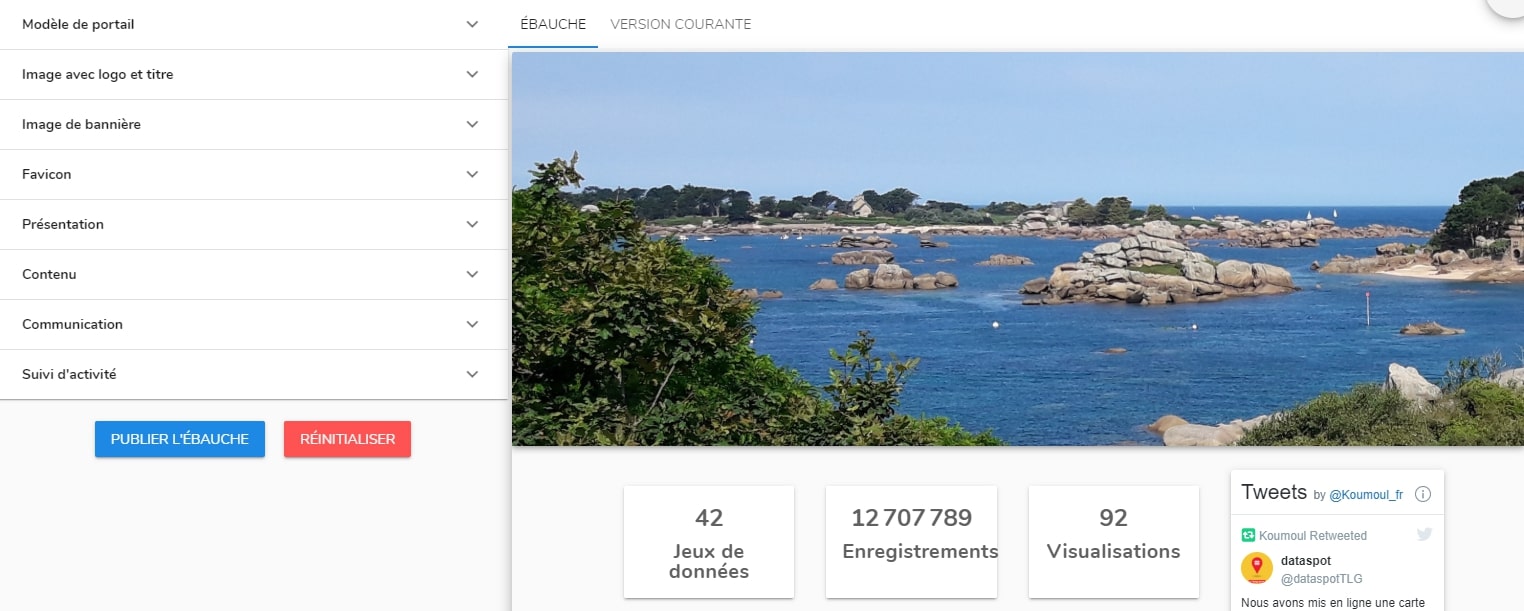 Modèle de portail
Image avec logo et titre
Image de bannière
Favicon
Présentation
Contenu
Communication
Suivi d'activité
PUBLIER L'ÉBAUCHE
RÉINITIALISER
ÉBAUCHE
VERSION COURANTE
42
Jeux de
données
12 707 789
Enregistrements
92
Visualisations
Tweets by @Koumoul_fr
Koumoul Retweeted
dataspot
@dataspotTLG
Nous avons mis en ligne une carte